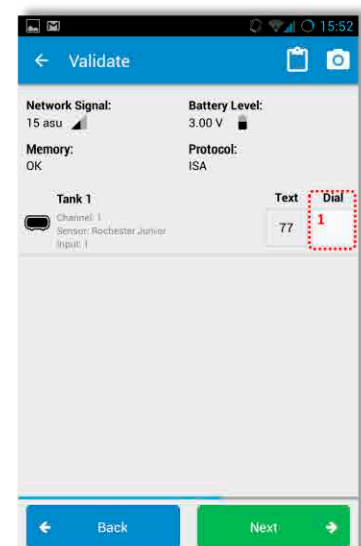 15:52
Validate
Network Signal: Battery Level:
15 asu 3.00 V
Memory: Protocol:
OK ISA
Tank 1 Text Dial
Channel: 1
Sensor: Rochester Junior
Input: 1
77 1
Back Next